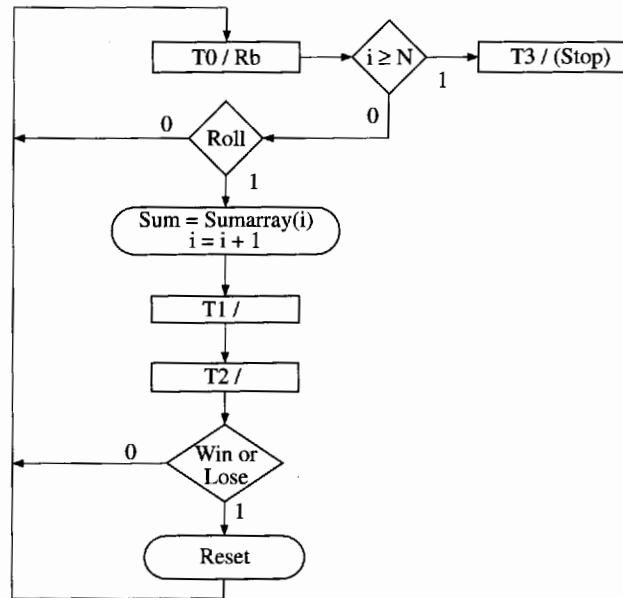 T0 / Rb
i ≥ N
T3 / (Stop)
1
0
0
Roll
1
Sum = Sumarray(i)
i = i + 1
T1 /
T2 /
0
Win or
Lose
1
Reset